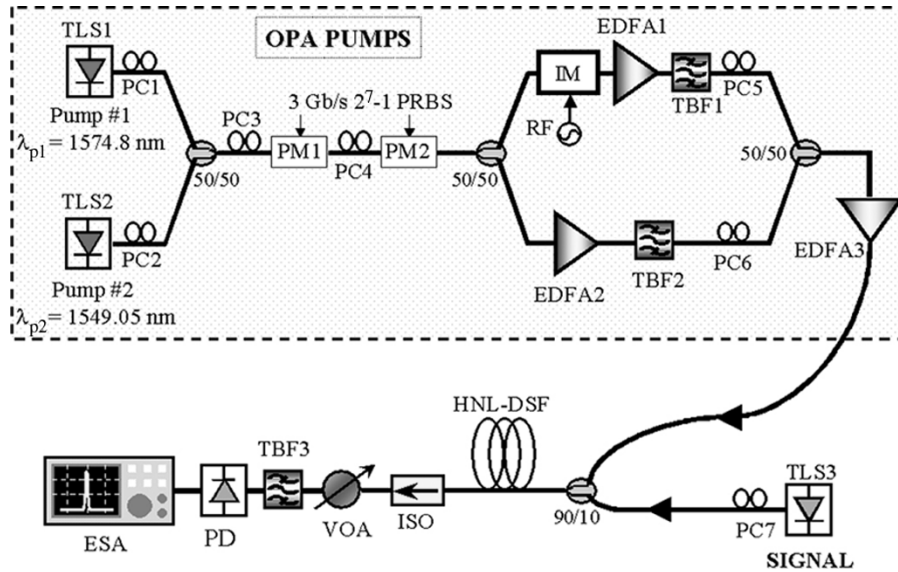 OPA PUMPS
TLS1
PC1
Pump #1
λp1 = 1574.8 nm
TLS2
PC2
Pump #2
λp2 = 1549.05 nm
50/50
PC3
3 Gb/s 2⁷-1 PRBS
PM1
PC4
PM2
50/50
IM
RF
EDFA1
TBF1
PC5
EDFA2
TBF2
PC6
50/50
EDFA3
HNL-DSF
TBF3
ESA
PD
VOA
ISO
90/10
PC7
TLS3
SIGNAL